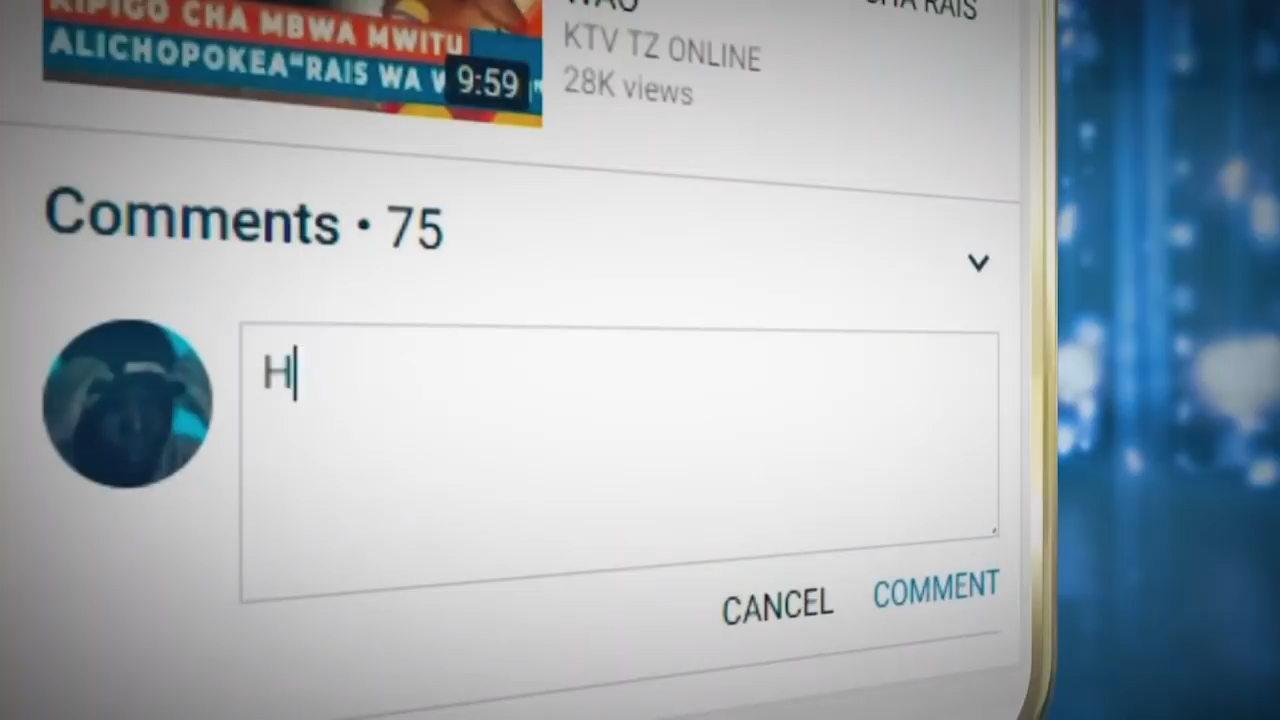 KIPIGO CHA MBWA MWITU
ALICHOPOKEA"RAIS WA
9:59
WAO
CHA RAIS
KTV TZ ONLINE
28K views
Comments • 75
H
CANCEL
COMMENT